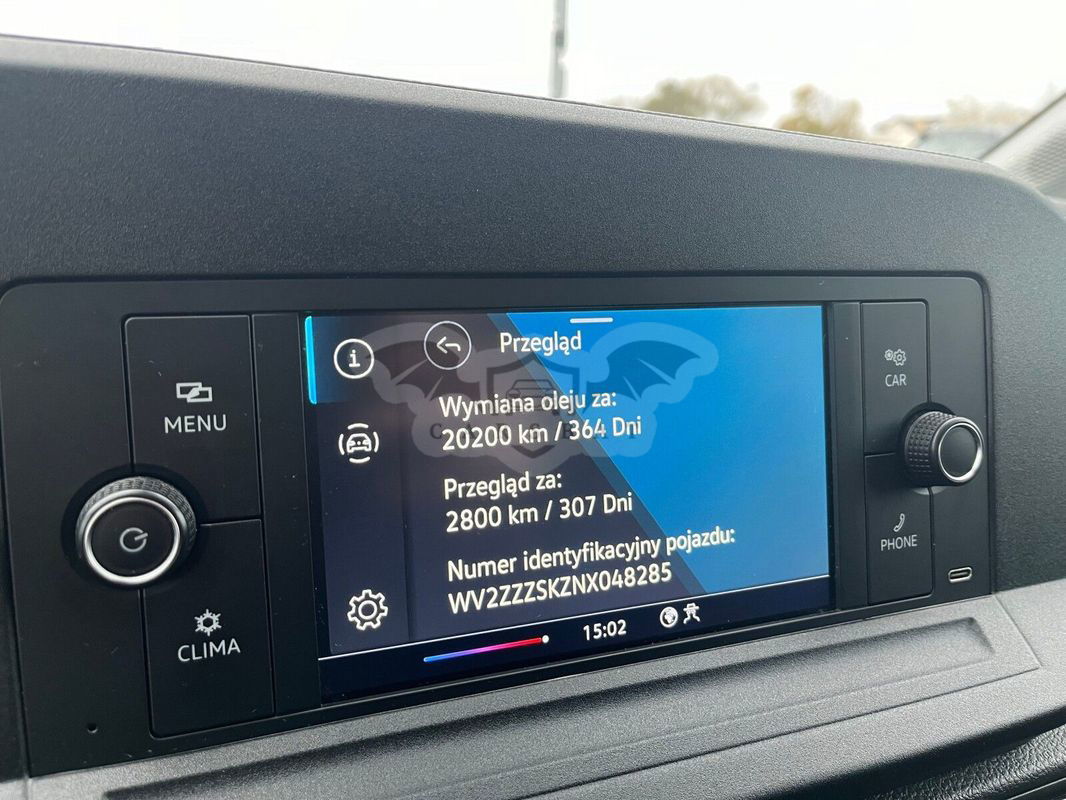 MENU
CLIMA
i
Przegląd
Wymiana oleju za:
20200 km / 364 Dni
Przegląd za:
2800 km / 307 Dni
Numer identyfikacyjny pojazdu:
WV2ZZZSKZNX048285
15:02
CAR
PHONE